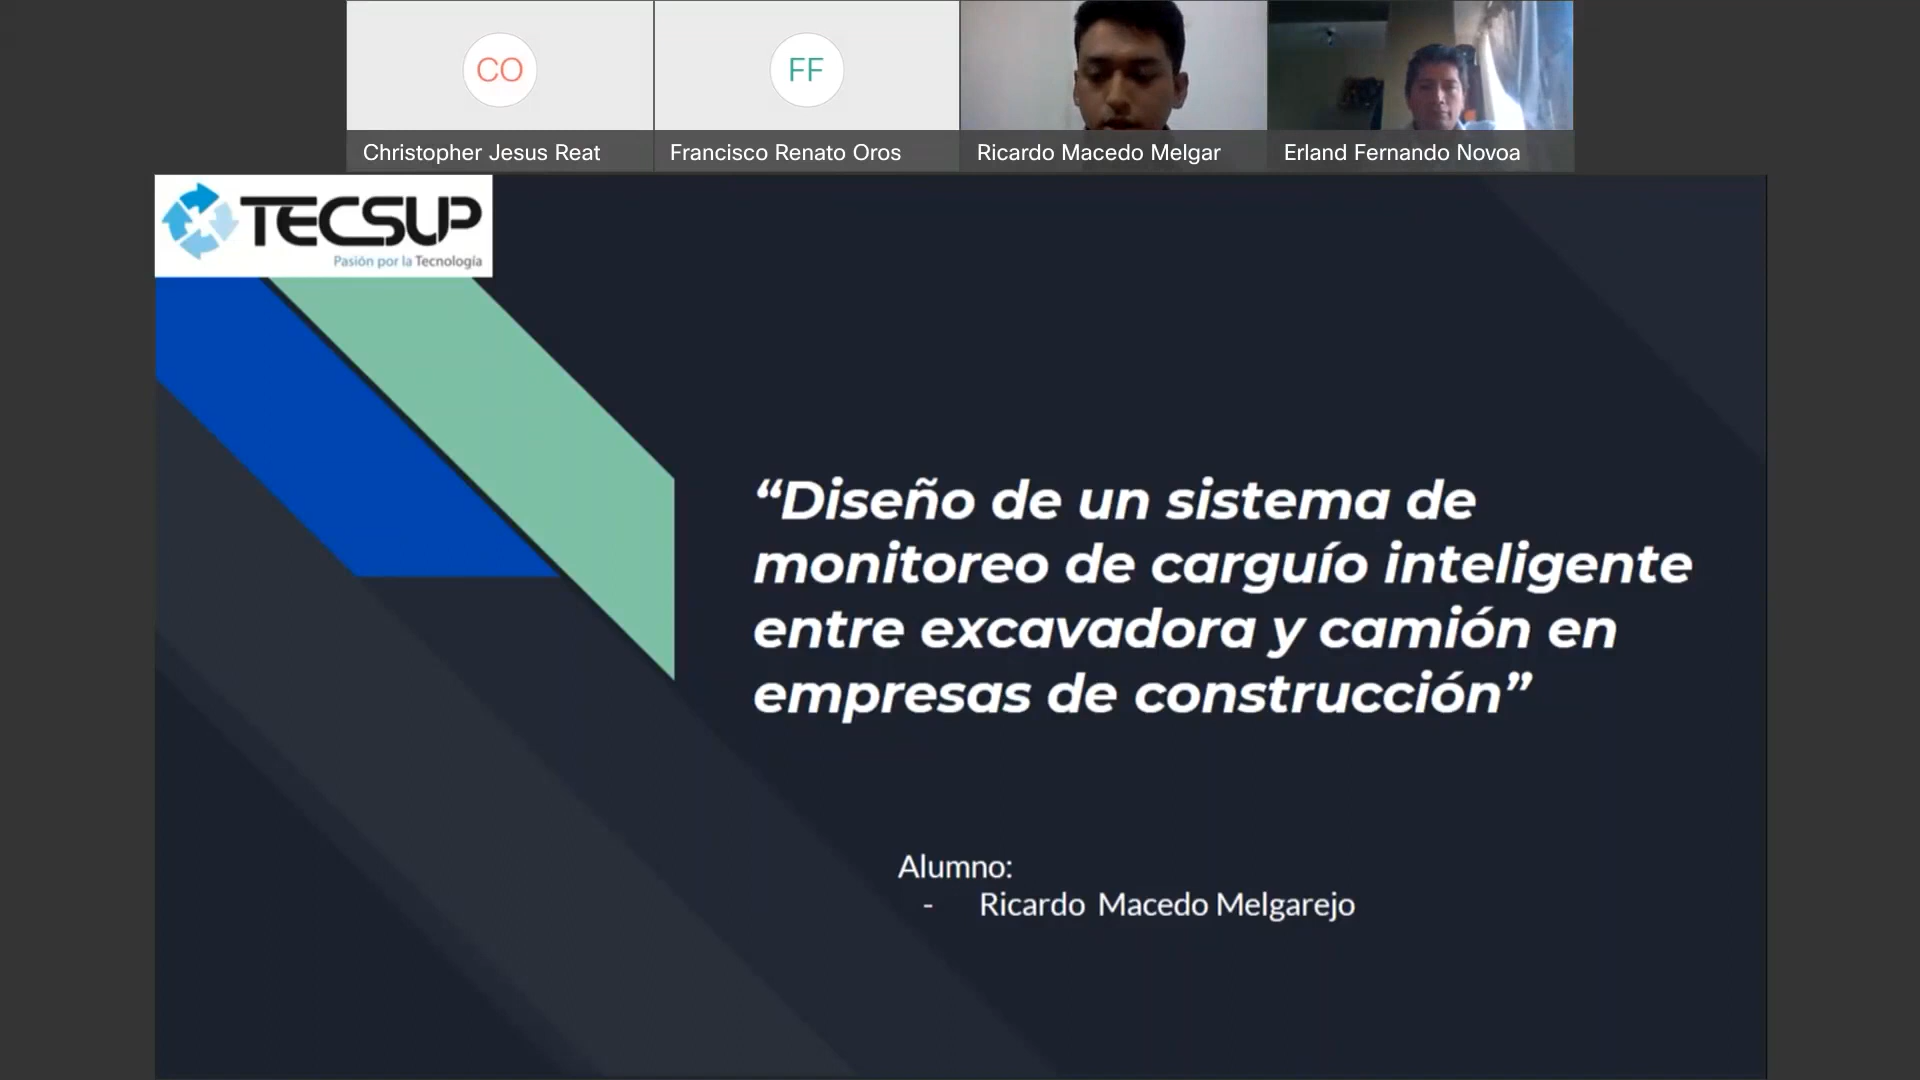 CO
FF
Christopher Jesus Reat
Francisco Renato Oros
Ricardo Macedo Melgar
Erland Fernando Novoa
TECSUP
Pasión por la Tecnología
“Diseño de un sistema de
monitoreo de carguío inteligente
entre excavadora y camión en
empresas de construcción”
Alumno:
- Ricardo Macedo Melgarejo